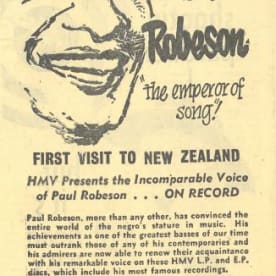 Robeson
"the emperor of
song"!
FIRST VISIT TO NEW ZEALAND
HMV Presents the Incomparable Voice
of Paul Robeson . . . ON RECORD
Paul Robeson, more than any other, has convinced the
entire world of the negro's stature in music. His
achievements as one of the greatest basses of our time
must outrank those of any of his contemporaries and
his admirers are now able to renew their acquaintance
with his remarkable voice on these HMV L.P. and E.P.
discs, which include his most famous recordings.